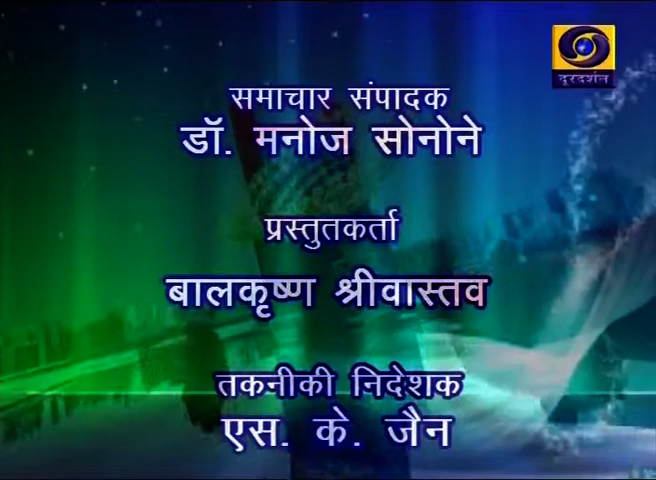 दूरदर्शन
समाचार संपादक
डॉ. मनोज सोनोने
प्रस्तुतकर्ता
बालकृष्ण श्रीवास्तव
तकनीकी निदेशक
एस. के. जैन